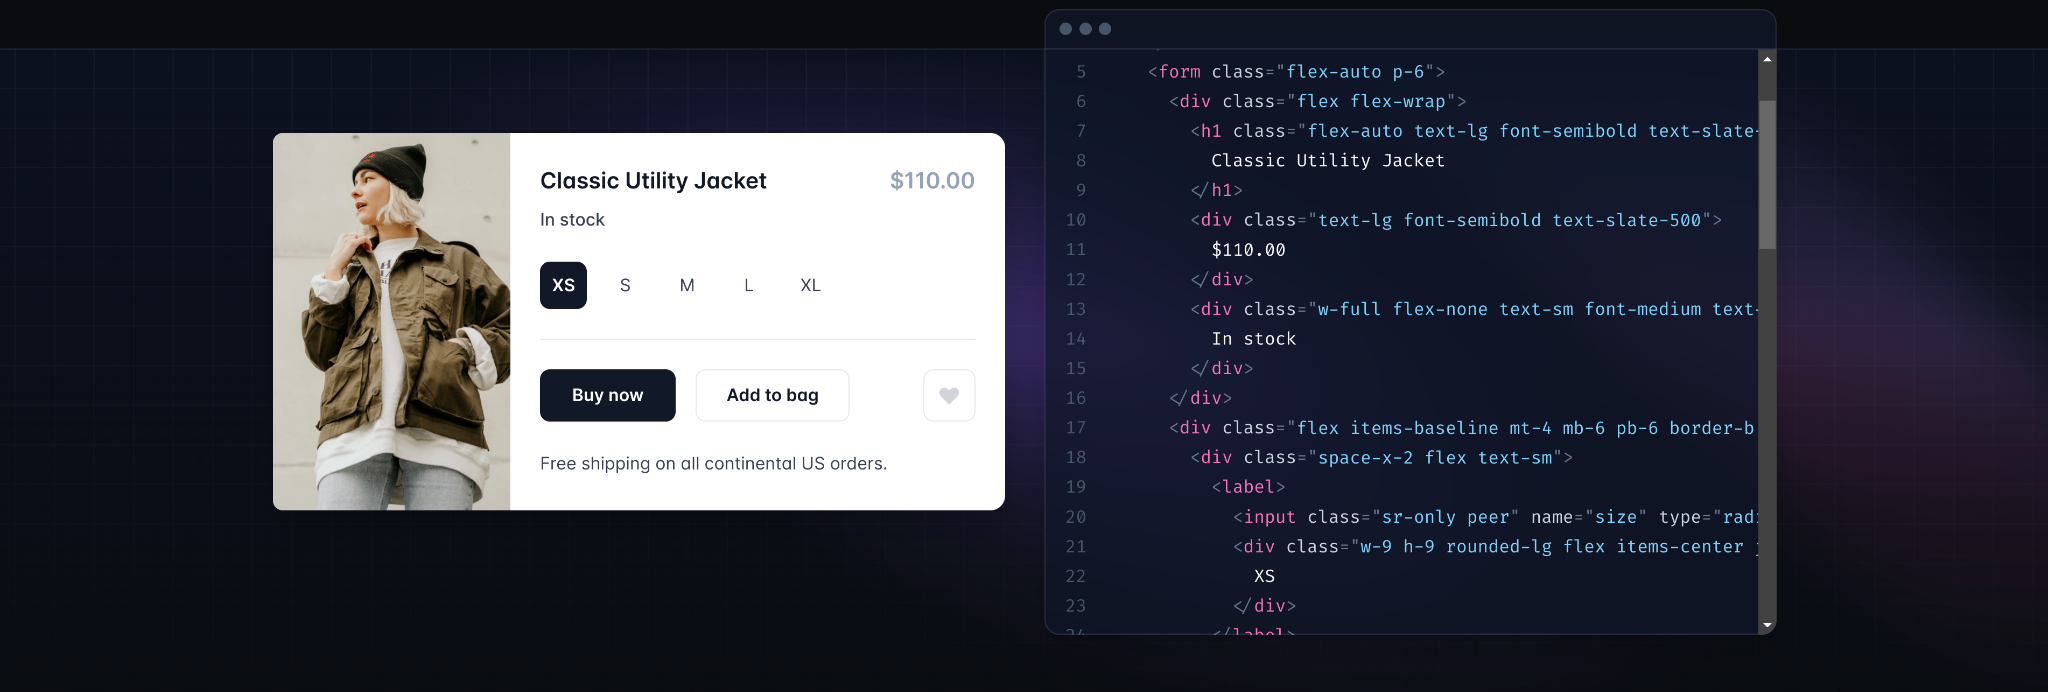 Classic Utility Jacket
$110.00
In stock
XS S M L XL
Buy now
Add to bag
Free shipping on all continental US orders.
5 <form class="flex-auto p-6">
6 <div class="flex flex-wrap">
7 <h1 class="flex-auto text-lg font-semibold text-slate-
8 Classic Utility Jacket
9 </h1>
10 <div class="text-lg font-semibold text-slate-500">
11 $110.00
12 </div>
13 <div class="w-full flex-none text-sm font-medium text-
14 In stock
15 </div>
16 </div>
17 <div class="flex items-baseline mt-4 mb-6 pb-6 border-b
18 <div class="space-x-2 flex text-sm">
19 <label>
20 <input class="sr-only peer" name="size" type="radi
21 <div class="w-9 h-9 rounded-lg flex items-center j
22 XS
23 </div>
24 </label>